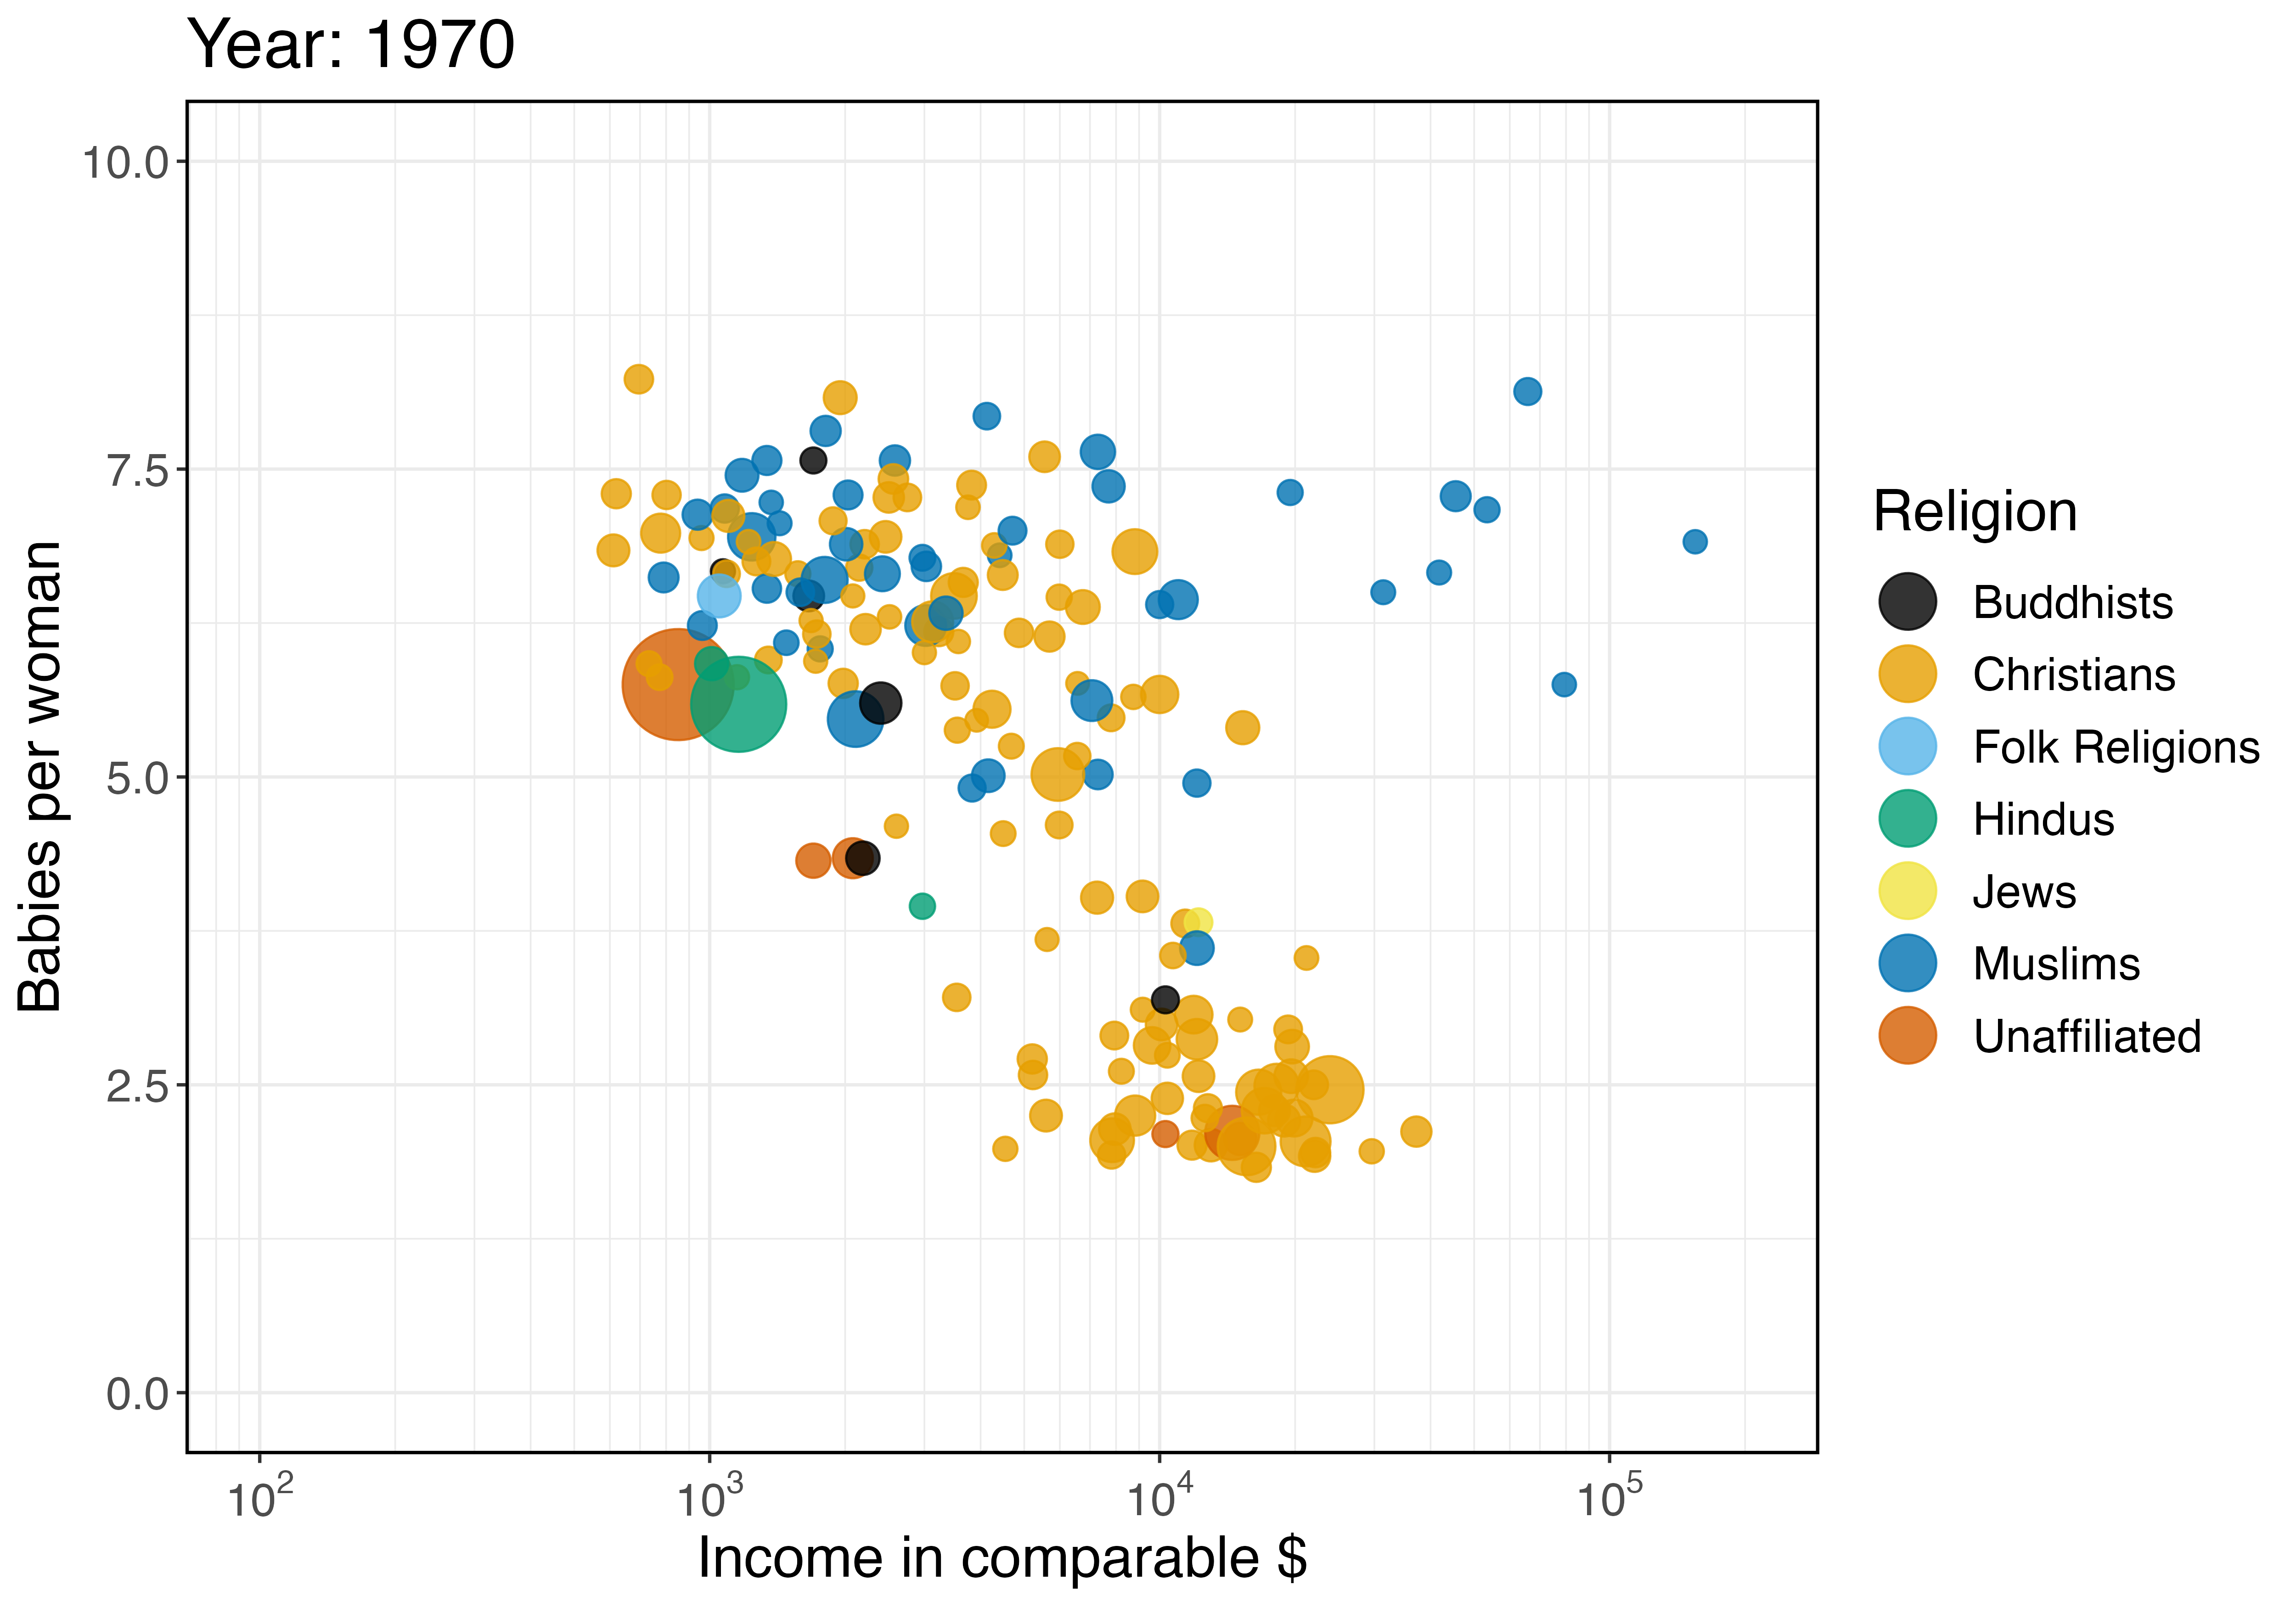 Year: 1970
10.0
7.5
5.0
2.5
0.0
Babies per woman
10²
10³
10⁴
10⁵
Income in comparable $
Religion
Buddhists
Christians
Folk Religions
Hindus
Jews
Muslims
Unaffiliated